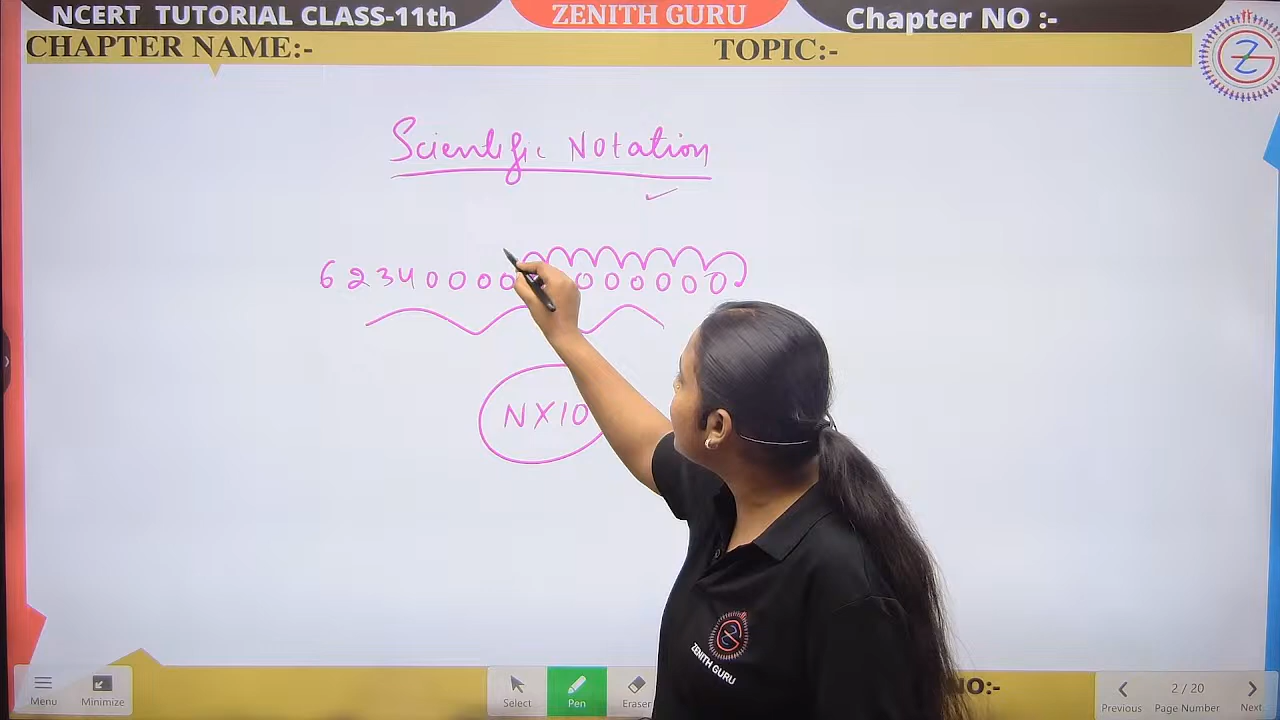 NCERT TUTORIAL CLASS-11th
ZENITH GURU
Chapter NO :-
CHAPTER NAME:-
TOPIC:-
Scientific Notation
NX10
ZENITH GURU
NO:-
Menu
Minimize
Select
Pen
Eraser
Previous
2 / 20
Page Number
Next